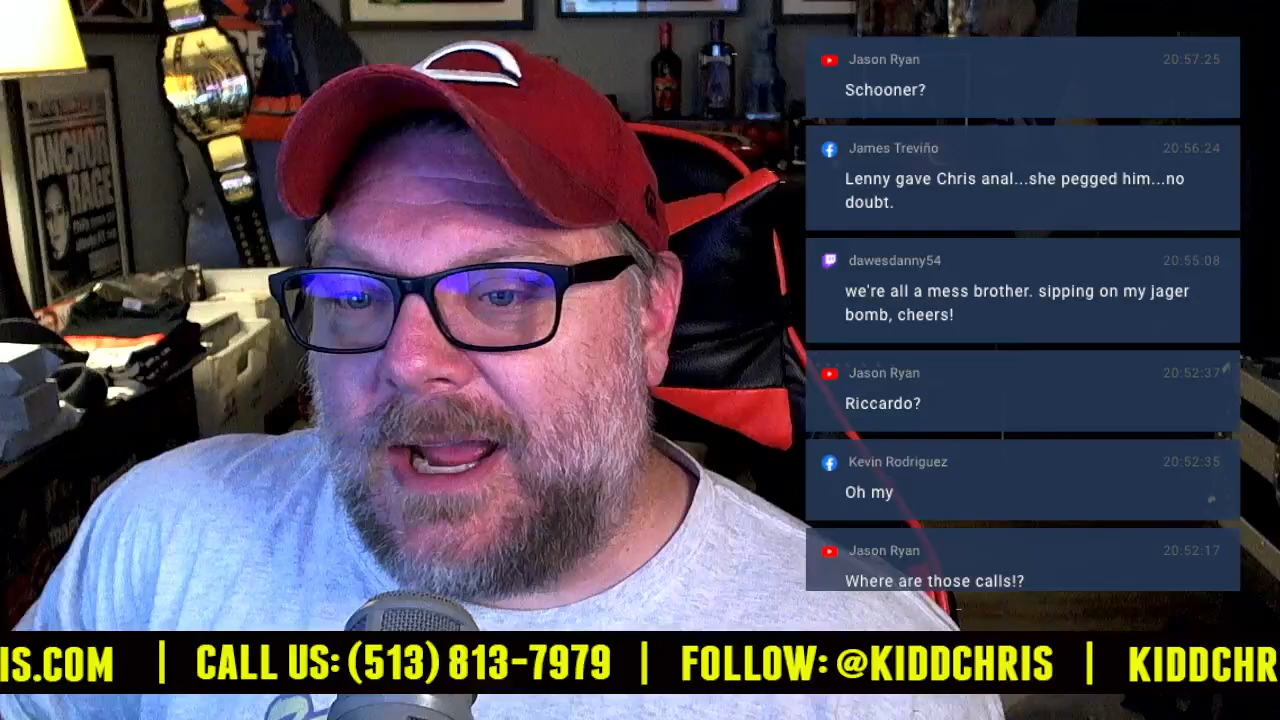 ANCHOR
RAGE
Jason Ryan 20:57:25
Schooner?
James Treviño 20:56:24
Lenny gave Chris anal...she pegged him...no
doubt.
dawesdanny54 20:55:08
we're all a mess brother. sipping on my jager
bomb, cheers!
Jason Ryan 20:52:37
Riccardo?
Kevin Rodriguez 20:52:35
Oh my
Jason Ryan 20:52:17
Where are those calls!?
IS.COM | CALL US: (513) 813-7979 | FOLLOW: @KIDDCHRIS | KIDDCHR